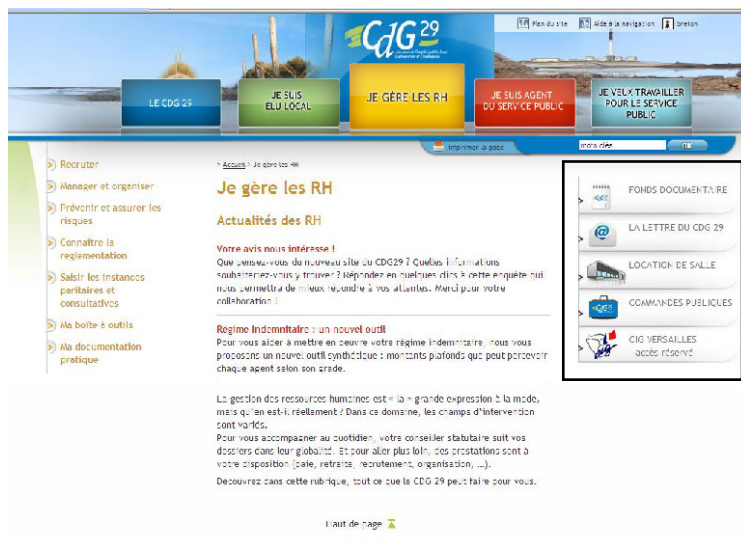 CDG 29
Plan du site
Aide à la navigation
breton
LE CDG 29
JE SUIS
ÉLU LOCAL
JE GÈRE LES RH
JE SUIS AGENT
DU SERVICE PUBLIC
JE VEUX TRAVAILLER
POUR LE SERVICE
PUBLIC
Imprimer la page
mots clés
OK
Recruter
Manager et organiser
Prévenir et assurer les
risques
Connaître la
réglementation
Saisir les instances
paritaires et
consultatives
Ma boîte à outils
Ma documentation
pratique
> Accueil > Je gère les RH
Je gère les RH
Actualités des RH
Votre avis nous intéresse !
Que pensez-vous du nouveau site du CDG29 ? Quelles informations
souhaiteriez-vous y trouver ? Répondez en quelques clics à cette enquête qui
nous permettra de mieux répondre à vos attentes. Merci pour votre
collaboration !
Régime Indemnitaire : un nouvel outil
Pour vous aider à mettre en oeuvre votre régime indemnitaire, nous vous
proposons un nouvel outil synthétique : montants plafonds que peut percevoir
chaque agent selon son grade.
La gestion des ressources humaines est « la » grande expression à la mode,
mais qu'en est-il réellement ? Dans ce domaine, les champs d'intervention
sont variés.
Pour vous accompagner au quotidien, votre conseiller statutaire suit vos
dossiers dans leur globalité. Et pour aller plus loin, des prestations sont à
votre disposition (paie, retraite, recrutement, organisation, ...).
Découvrez dans cette rubrique, tout ce que le CDG 29 peut faire pour vous.
Haut de page
FONDS DOCUMENTAIRE
LA LETTRE DU CDG 29
LOCATION DE SALLE
COMMANDES PUBLIQUES
CIG VERSAILLES
accès réservé